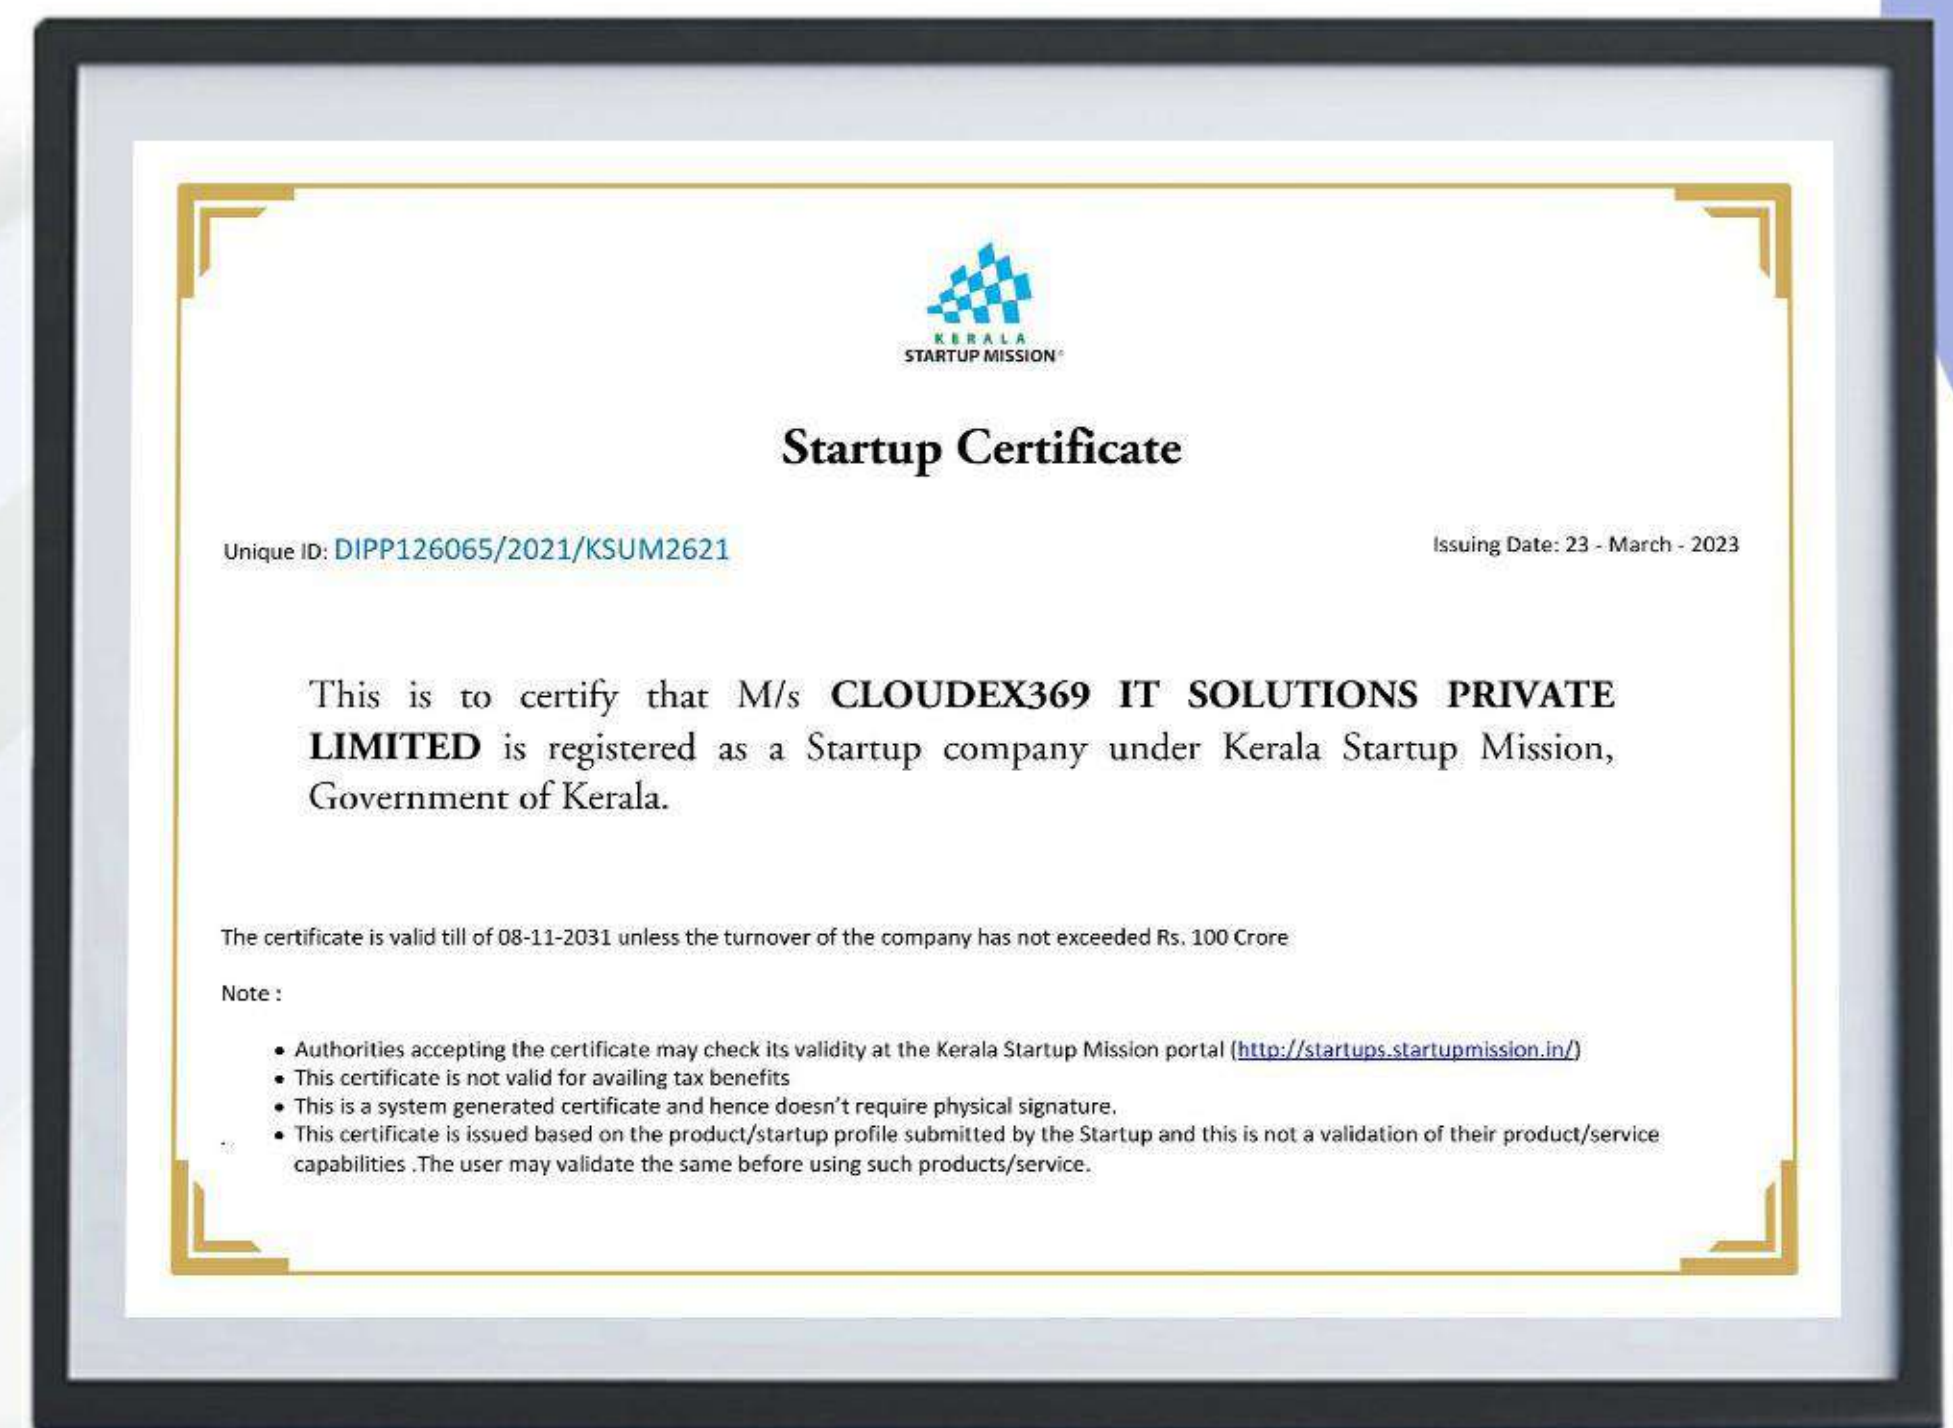 KERALA
STARTUP MISSION®
Startup Certificate
Unique ID: DIPP126065/2021/KSUM2621
Issuing Date: 23 - March - 2023
This is to certify that M/s CLOUDEX369 IT SOLUTIONS PRIVATE
LIMITED is registered as a Startup company under Kerala Startup Mission,
Government of Kerala.
The certificate is valid till of 08-11-2031 unless the turnover of the company has not exceeded Rs. 100 Crore
Note :
• Authorities accepting the certificate may check its validity at the Kerala Startup Mission portal (http://startups.startupmission.in/)
• This certificate is not valid for availing tax benefits
• This is a system generated certificate and hence doesn't require physical signature.
• This certificate is issued based on the product/startup profile submitted by the Startup and this is not a validation of their product/service
capabilities .The user may validate the same before using such products/service.